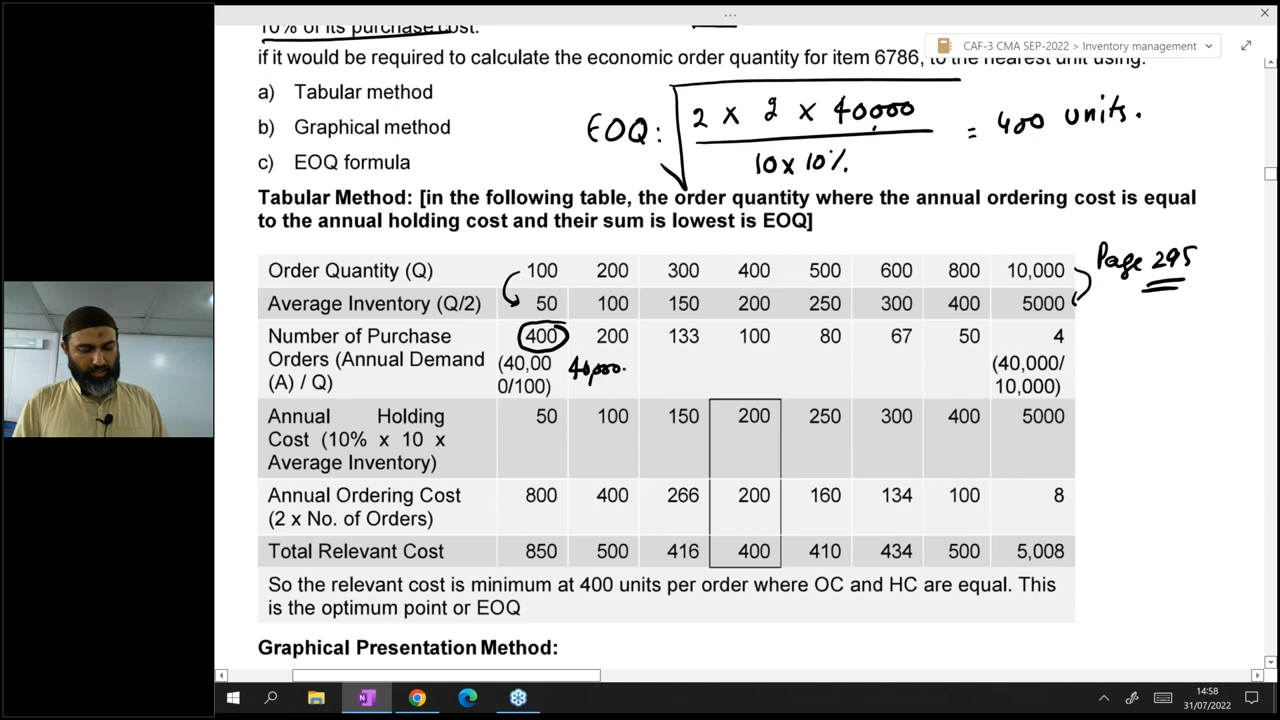 10% of its purchase cost.
CAF-3 CMA SEP-2022 > Inventory management
if it would be required to calculate the economic order quantity for item 6786, to the nearest unit using:
a) Tabular method
b) Graphical method
c) EOQ formula
EOQ: √ 2 x 2 x 40,000 / 10 x 10% = 400 units.
Tabular Method: [in the following table, the order quantity where the annual ordering cost is equal
to the annual holding cost and their sum is lowest is EOQ]
Page 295
Order Quantity (Q) 100 200 300 400 500 600 800 10,000
Average Inventory (Q/2) 50 100 150 200 250 300 400 5000
Number of Purchase 400 200 133 100 80 67 50 4
Orders (Annual Demand (40,00 40,000. (40,000/
(A) / Q) 0/100) 10,000)
Annual Holding 50 100 150 200 250 300 400 5000
Cost (10% x 10 x
Average Inventory)
Annual Ordering Cost 800 400 266 200 160 134 100 8
(2 x No. of Orders)
Total Relevant Cost 850 500 416 400 410 434 500 5,008
So the relevant cost is minimum at 400 units per order where OC and HC are equal. This
is the optimum point or EOQ
Graphical Presentation Method:
14:58
31/07/2022